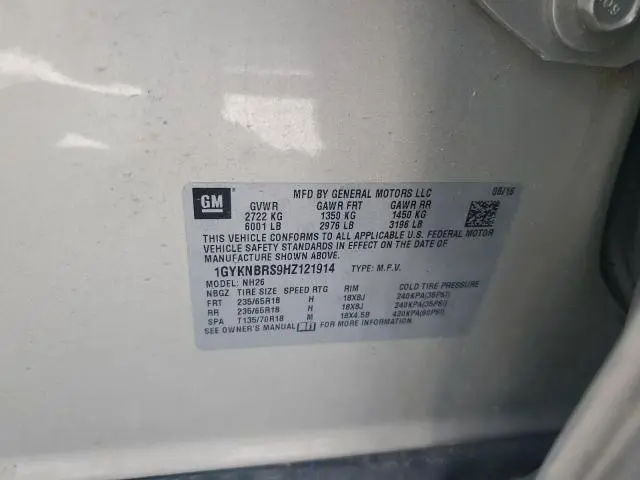 GM
MFD BY GENERAL MOTORS LLC 08/16
GVWR GAWR FRT GAWR RR
2722 KG 1350 KG 1450 KG
6001 LB 2976 LB 3196 LB
THIS VEHICLE CONFORMS TO ALL APPLICABLE U.S. FEDERAL MOTOR
VEHICLE SAFETY STANDARDS IN EFFECT ON THE DATE OF
MANUFACTURE SHOWN ABOVE.
1GYKNBRS9HZ121914 TYPE: M.P.V.
MODEL: NH26
NBGZ TIRE SIZE SPEED RTG RIM COLD TIRE PRESSURE
FRT 235/65R18 H 18X8J 240KPA(35PSI)
RR 235/65R18 H 18X8J 240KPA(35PSI)
SPA T135/70R18 M 18X4.5B 420KPA(60PSI)
SEE OWNER'S MANUAL FOR MORE INFORMATION.